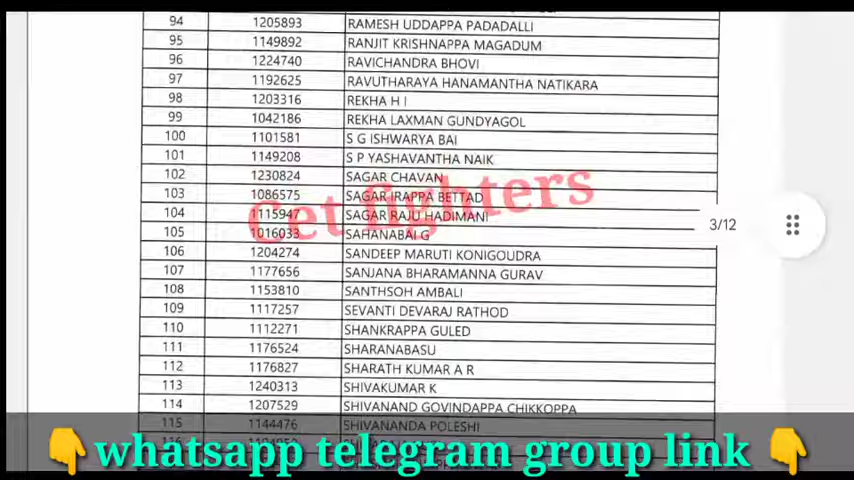 94 1205893 RAMESH UDDAPPA PADADALLI
95 1149892 RANJIT KRISHNAPPA MAGADUM
96 1224740 RAVICHANDRA BHOVI
97 1192625 RAVUTHARAYA HANAMANTHA NATIKARA
98 1203316 REKHA H I
99 1042186 REKHA LAXMAN GUNDYAGOL
100 1101581 S G ISHWARYA BAI
101 1149208 S P YASHAVANTHA NAIK
102 1230824 SAGAR CHAVAN
103 1086575 SAGAR IRAPPA BETTAD
Cet fighters
104 1115947 SAGAR RAJU HADIMANI
3/12
105 1016033 SAHANABAI G
106 1204274 SANDEEP MARUTI KONIGOUDRA
107 1177656 SANJANA BHARAMANNA GURAV
108 1153810 SANTHSOH AMBALI
109 1117257 SEVANTI DEVARAJ RATHOD
110 1112271 SHANKRAPPA GULED
111 1176524 SHARANABASU
112 1176827 SHARATH KUMAR A R
113 1240313 SHIVAKUMAR K
114 1207529 SHIVANAND GOVINDAPPA CHIKKOPPA
115 1144476 SHIVANANDA POLESHI
👇whatsapp telegram group link 👇